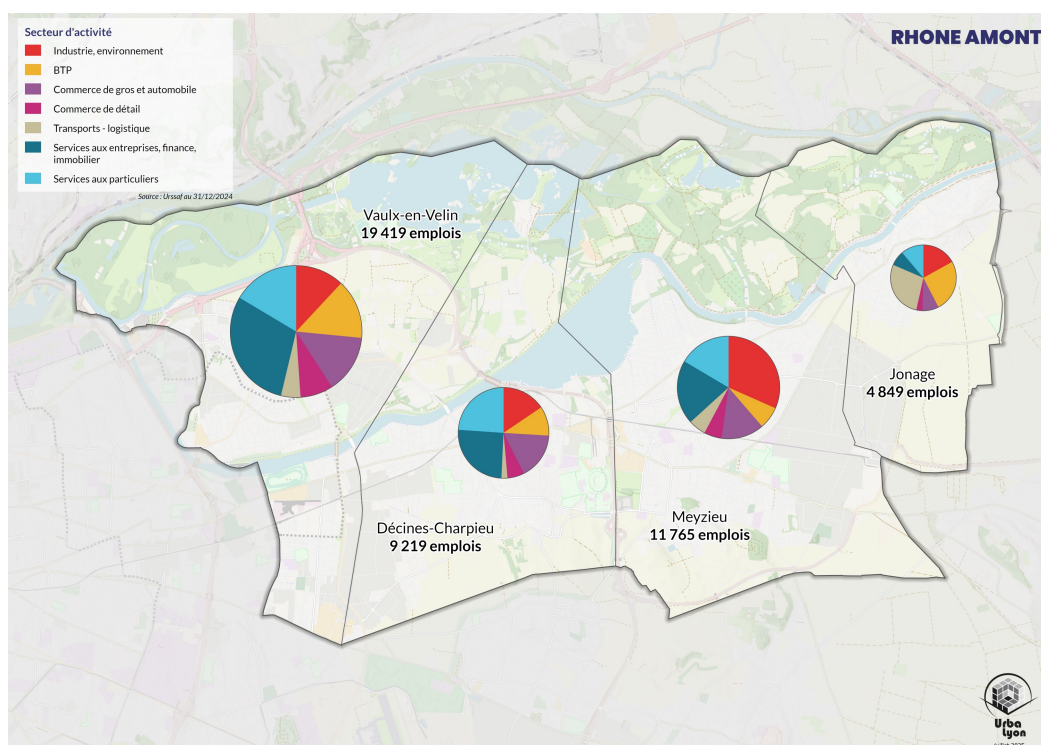 Secteur d'activité
Industrie, environnement
BTP
Commerce de gros et automobile
Commerce de détail
Transports - logistique
Services aux entreprises, finance,
immobilier
Services aux particuliers
Source : Urssaf au 31/12/2024
RHONE AMONT
Vaulx-en-Velin
19 419 emplois
Jonage
4 849 emplois
Décines-Charpieu
9 219 emplois
Meyzieu
11 765 emplois
Urba
Lyon